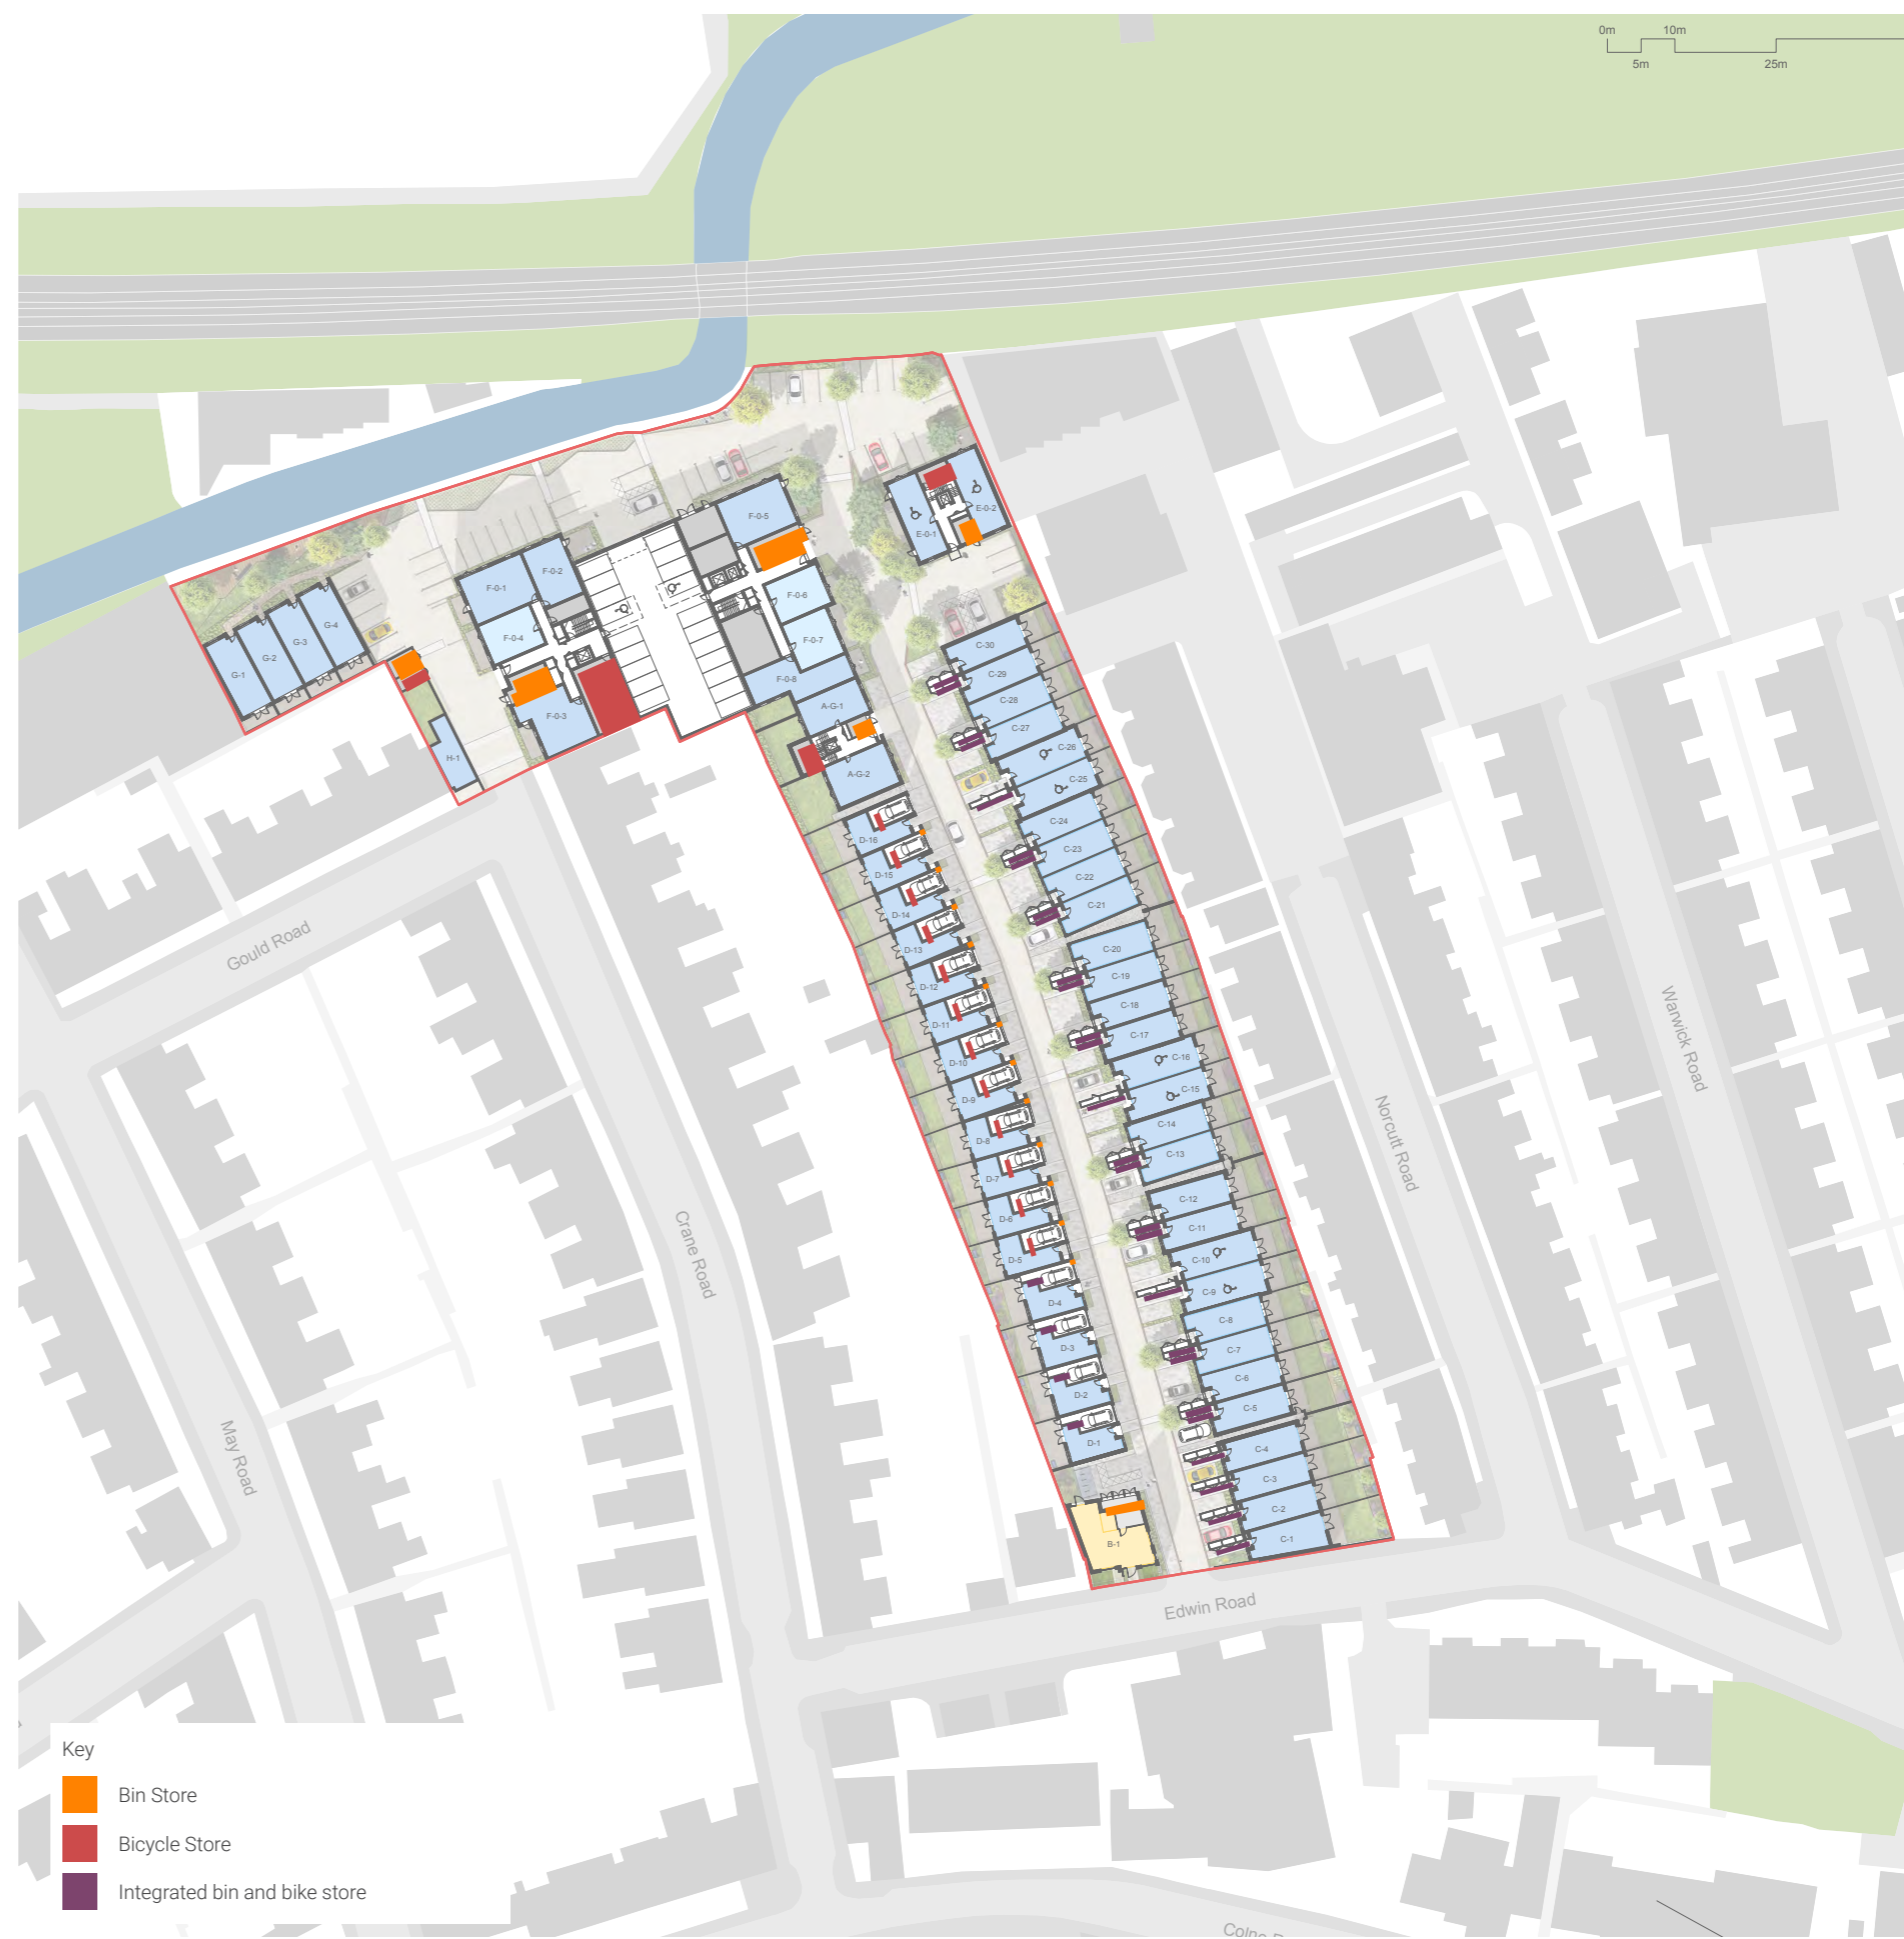 0m 10m
5m 25m
F-0-5
E-0-2
E-0-1
F-0-2
F-0-1
F-0-6
G-4
F-0-4
F-0-7
G-3
G-2
G-1
F-0-8
A-G-1
F-0-3
H-1
A-G-2
C-30
C-29
C-28
C-27
C-26
C-25
C-24
C-23
C-22
C-21
C-20
C-19
C-18
C-17
C-16
C-15
C-14
C-13
C-12
C-11
C-10
C-9
C-8
C-7
C-6
C-5
C-4
C-3
C-2
C-1
D-16
D-15
D-14
D-13
D-12
D-11
D-10
D-9
D-8
D-7
D-6
D-5
D-4
D-3
D-2
D-1
B-1
Gould Road
Crane Road
May Road
Norcutt Road
Warwick Road
Edwin Road
Key
Bin Store
Bicycle Store
Integrated bin and bike store